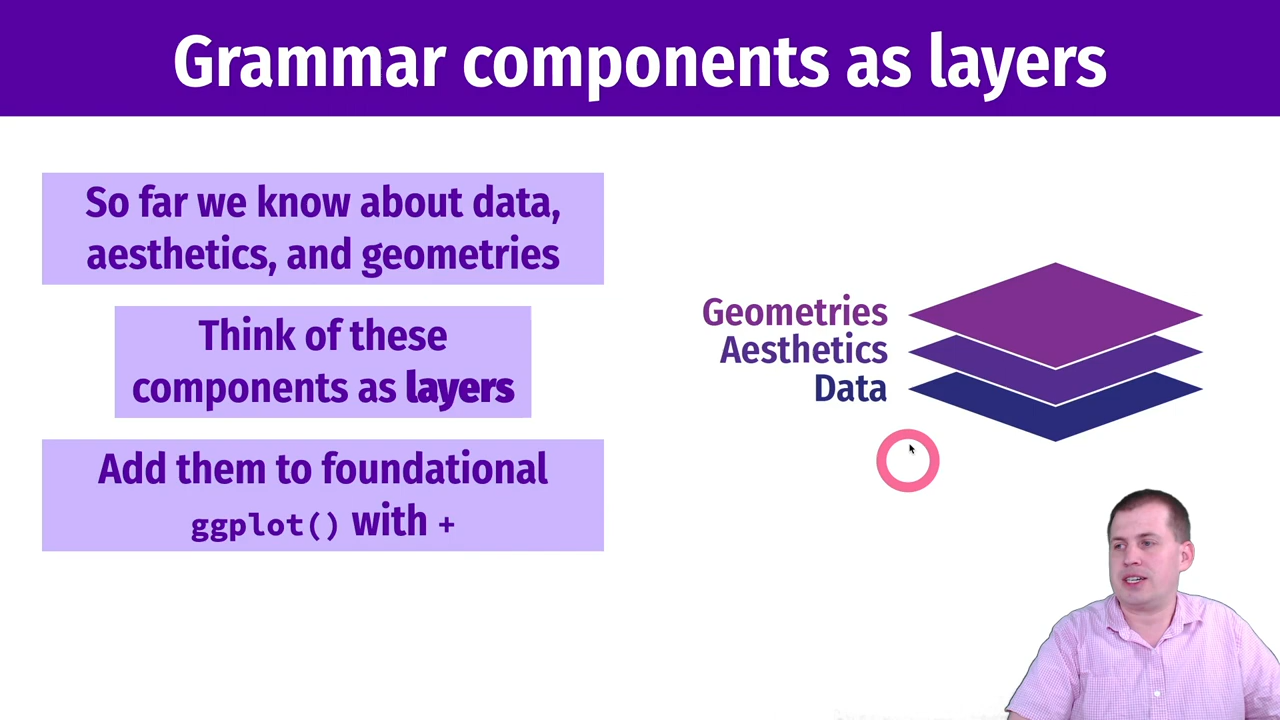 Grammar components as layers
So far we know about data,
aesthetics, and geometries
Think of these
components as layers
Add them to foundational
ggplot() with +
Geometries
Aesthetics
Data